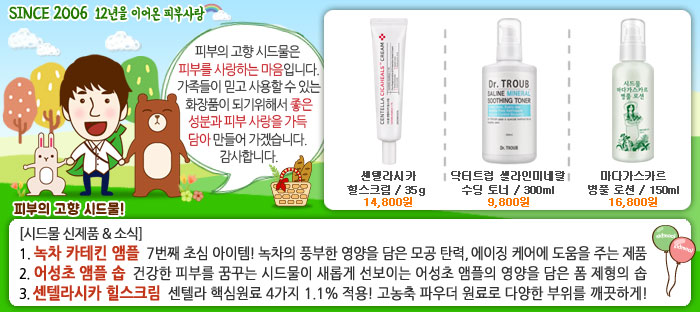 SINCE 2006 12년을 이어온 피부사랑
피부의 고향 시드물은
피부를 사랑하는 마음입니다.
가족들이 믿고 사용할 수 있는
화장품이 되기위해서 좋은
성분과 피부 사랑을 가득
담아 만들어 가겠습니다.
감사합니다.
피부의 고향 시드물!
CENTELLA CICAHEALS CREAM
센텔라시카
힐스크림 / 35g
14,800원
Dr. TROUB
SALINE MINERAL
SOOTHING TONER
Dr. TROUB
닥터트럽 샐라인미네랄
수딩 토너 / 300ml
9,800원
시드물
마다가스카르
병풀 로션
마다가스카르
병풀 로션 / 150ml
16,800원
[시드물 신제품 & 소식]
1. 녹차 카테킨 앰플 7번째 초심 아이템! 녹차의 풍부한 영양을 담은 모공 탄력, 에이징 케어에 도움을 주는 제품
2. 어성초 앰플 솝 건강한 피부를 꿈꾸는 시드물이 새롭게 선보이는 어성초 앰플의 영양을 담은 폼 제형의 솝
3. 센텔라시카 힐스크림 센텔라 핵심원료 4가지 1.1% 적용! 고농축 파우더 원료로 다양한 부위를 깨끗하게!